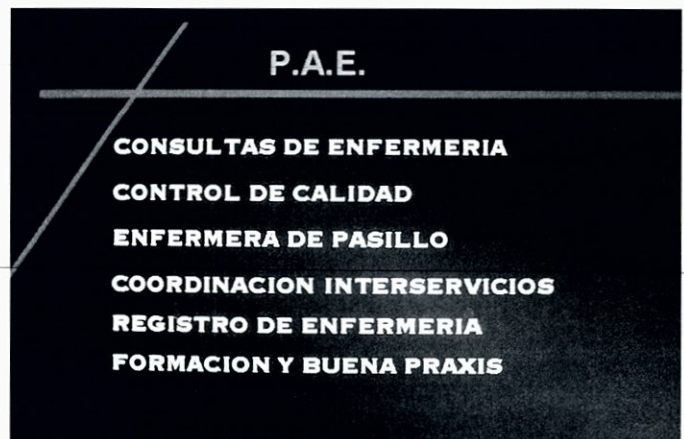 P.A.E.
CONSULTAS DE ENFERMERIA
CONTROL DE CALIDAD
ENFERMERA DE PASILLO
COORDINACION INTERSERVICIOS
REGISTRO DE ENFERMERIA
FORMACION Y BUENA PRAXIS